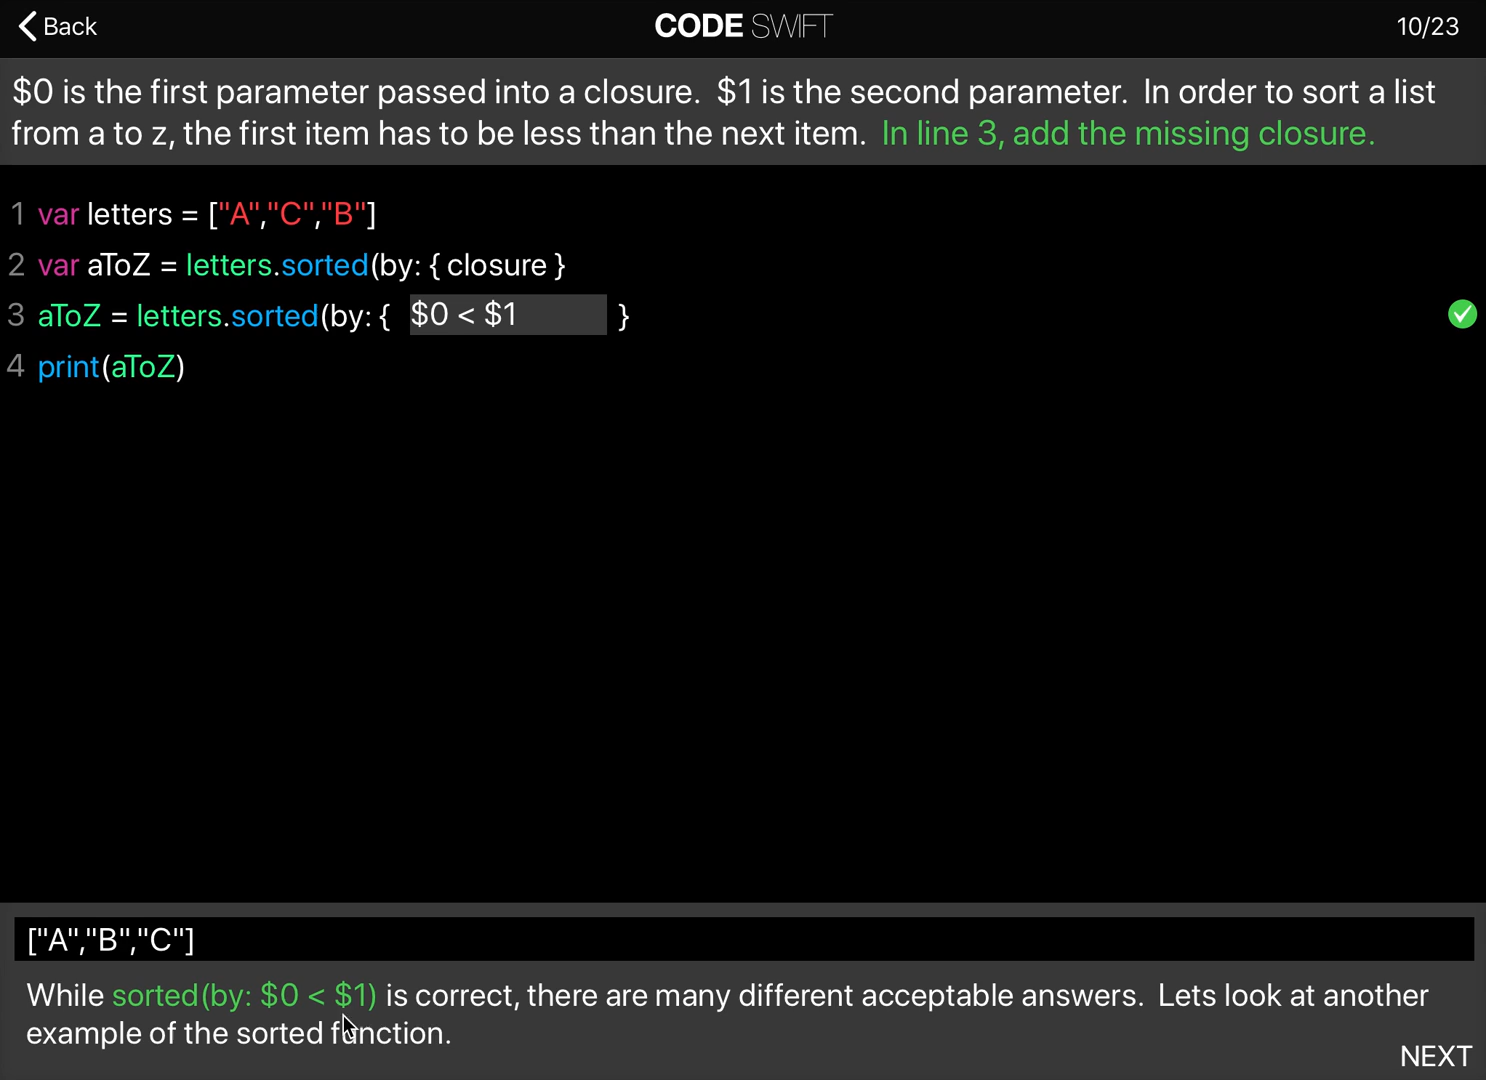 Back
CODE SWIFT
10/23
$0 is the first parameter passed into a closure.  $1 is the second parameter.  In order to sort a list
from a to z, the first item has to be less than the next item.  In line 3, add the missing closure.
1 var letters = ["A","C","B"]
2 var aToZ = letters.sorted(by: { closure }
3 aToZ = letters.sorted(by: { $0 < $1 }
4 print(aToZ)
["A","B","C"]
While sorted(by: $0 < $1) is correct, there are many different acceptable answers.  Lets look at another
example of the sorted function.
NEXT